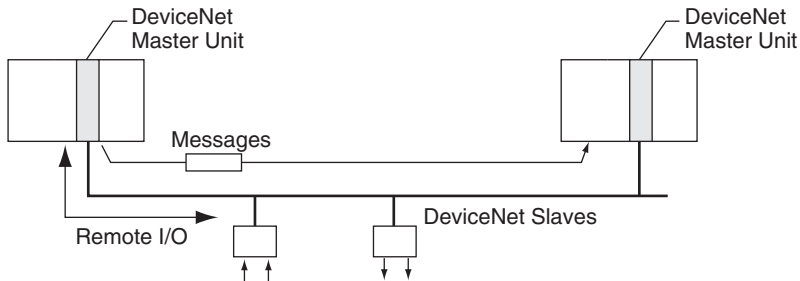 DeviceNet
Master Unit
DeviceNet
Master Unit
Messages
DeviceNet Slaves
Remote I/O